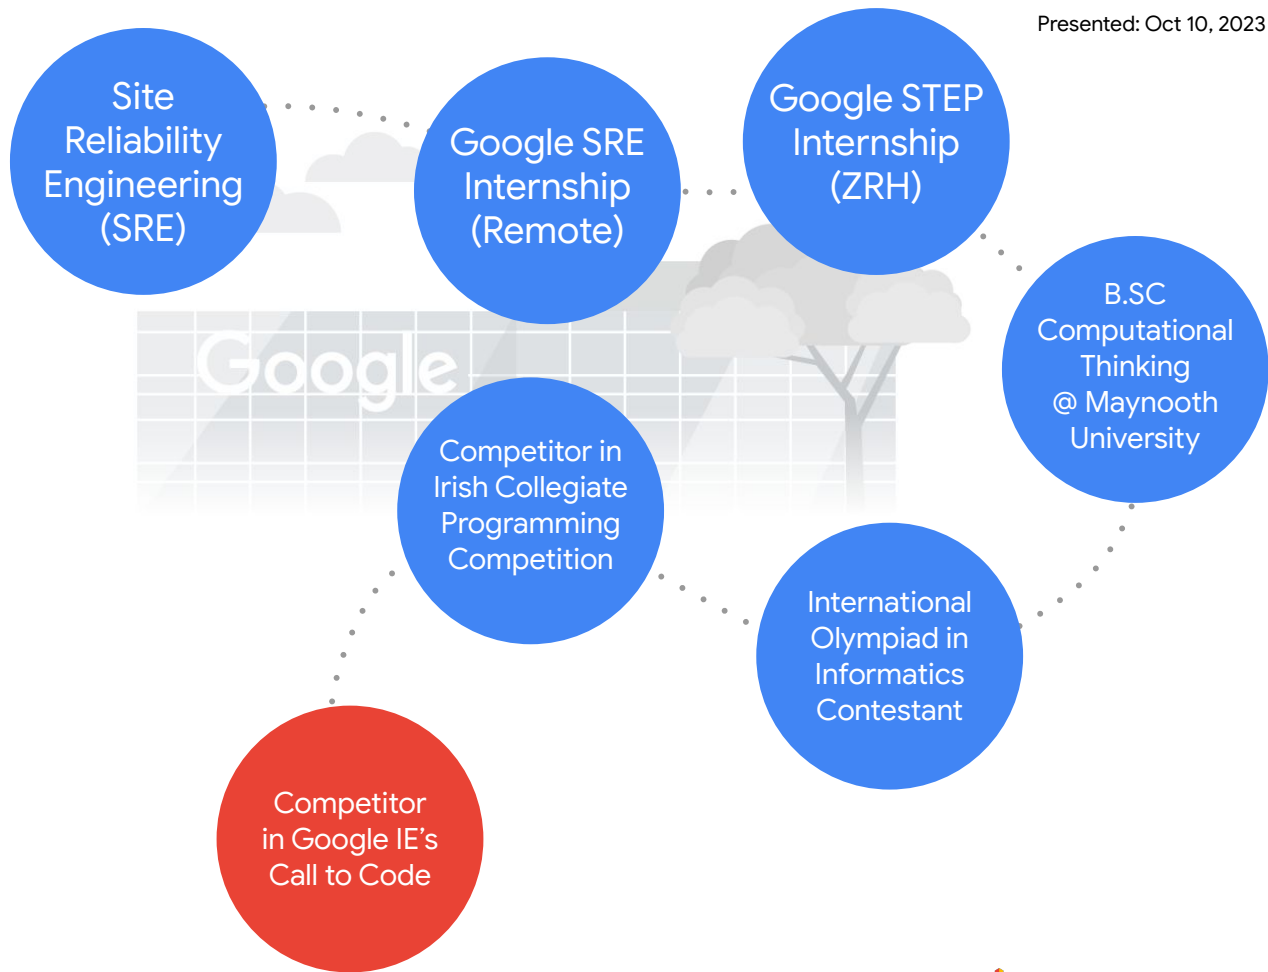 Presented: Oct 10, 2023
Site
Reliability
Engineering
(SRE)
Google SRE
Internship
(Remote)
Google STEP
Internship
(ZRH)
B.SC
Computational
Thinking
@ Maynooth
University
Google
Competitor in
Irish Collegiate
Programming
Competition
International
Olympiad in
Informatics
Contestant
Competitor
in Google IE’s
Call to Code